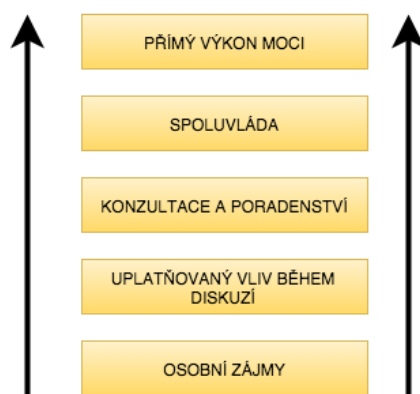 PŘÍMÝ VÝKON MOCI
SPOLUVLÁDA
KONZULTACE A PORADENSTVÍ
UPLATŇOVANÝ VLIV BĚHEM
DISKUZÍ
OSOBNÍ ZÁJMY